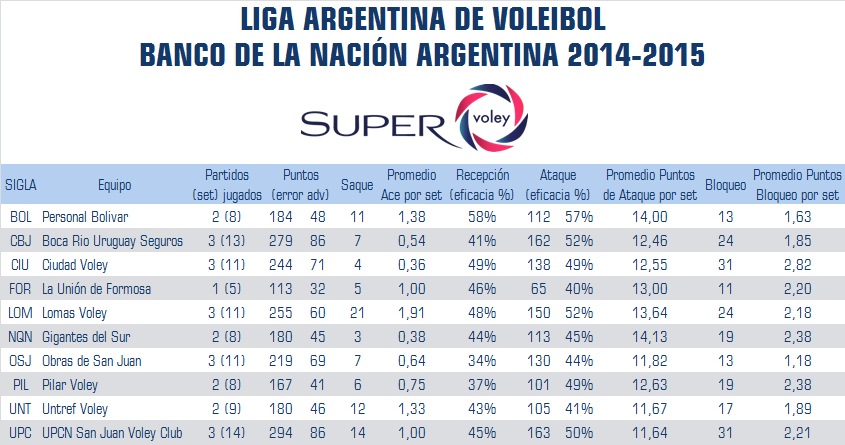 LIGA ARGENTINA DE VOLEIBOL
BANCO DE LA NACIÓN ARGENTINA 2014-2015
SUPER voley
SIGLA Equipo Partidos (set) jugados Puntos (error adv) Saque Promedio Ace por set Recepción (eficacia %) Ataque (eficacia %) Promedio Puntos de Ataque por set Bloqueo Promedio Puntos Bloqueo por set
BOL Personal Bolivar 2 (8) 184 48 11 1,38 58% 112 57% 14,00 13 1,63
CBJ Boca Rio Uruguay Seguros 3 (13) 279 86 7 0,54 41% 162 52% 12,46 24 1,85
CIU Ciudad Voley 3 (11) 244 71 4 0,36 49% 138 49% 12,55 31 2,82
FOR La Unión de Formosa 1 (5) 113 32 5 1,00 46% 65 40% 13,00 11 2,20
LOM Lomas Voley 3 (11) 255 60 21 1,91 48% 150 52% 13,64 24 2,18
NQN Gigantes del Sur 2 (8) 180 45 3 0,38 44% 113 45% 14,13 19 2,38
OSJ Obras de San Juan 3 (11) 219 69 7 0,64 34% 130 44% 11,82 13 1,18
PIL Pilar Voley 2 (8) 167 41 6 0,75 37% 101 49% 12,63 19 2,38
UNT Untref Voley 2 (9) 180 46 12 1,33 43% 105 41% 11,67 17 1,89
UPC UPCN San Juan Voley Club 3 (14) 294 86 14 1,00 45% 163 50% 11,64 31 2,21